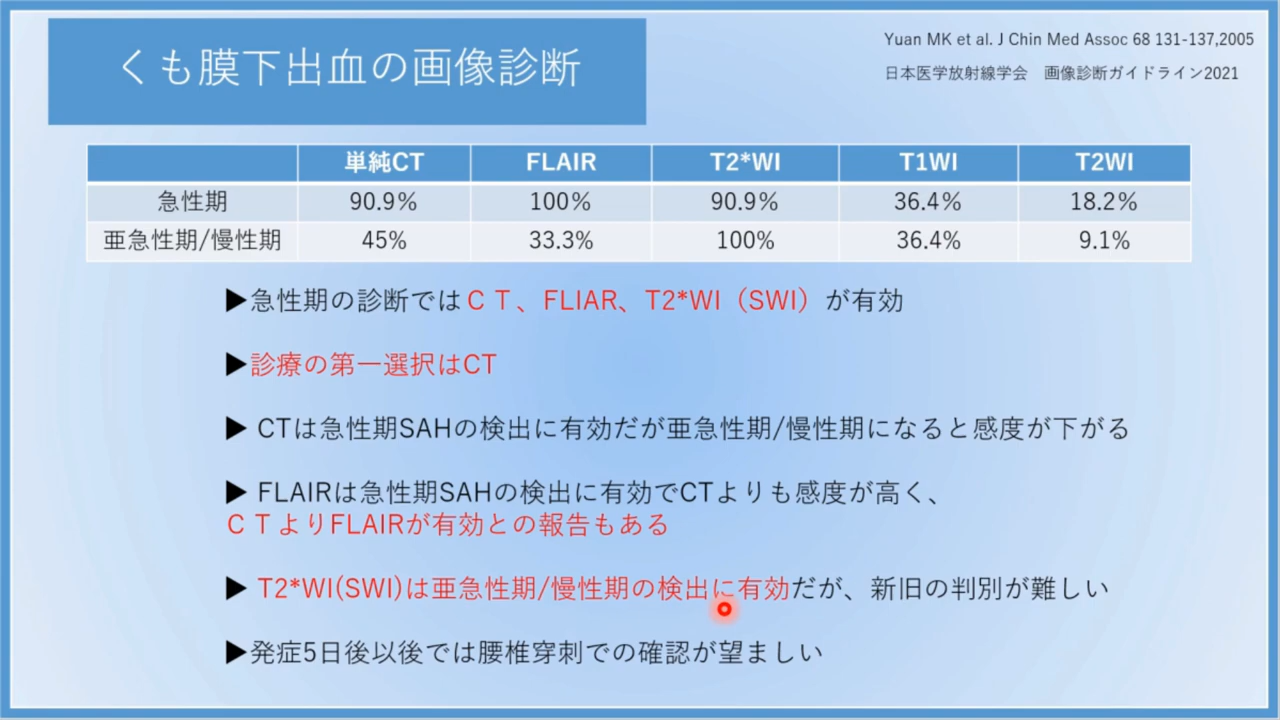 くも膜下出血の画像診断
Yuan MK et al. J Chin Med Assoc 68 131-137,2005
日本医学放射線学会　画像診断ガイドライン2021
単純CT FLAIR T2*WI T1WI T2WI
急性期 90.9% 100% 90.9% 36.4% 18.2%
亜急性期/慢性期 45% 33.3% 100% 36.4% 9.1%
▶急性期の診断ではＣＴ、FLIAR、T2*WI（SWI）が有効
▶診療の第一選択はCT
▶ CTは急性期SAHの検出に有効だが亜急性期/慢性期になると感度が下がる
▶ FLAIRは急性期SAHの検出に有効でCTよりも感度が高く、
ＣＴよりFLAIRが有効との報告もある
▶ T2*WI(SWI)は亜急性期/慢性期の検出に有効だが、新旧の判別が難しい
▶発症5日後以後では腰椎穿刺での確認が望ましい